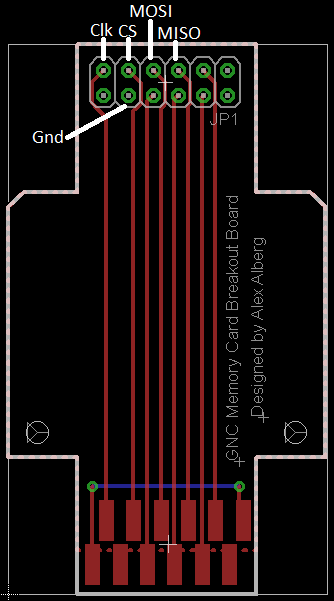 MOSI
Clk CS
MISO
JP1
Gnd
GNC Memory Card Breakout Board
Designed by Alex Alberg